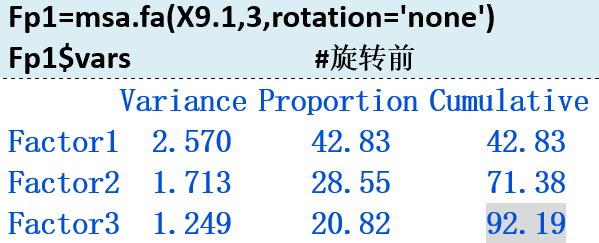 Fp1=msa.fa(X9.1,3,rotation='none')
Fp1$vars #旋转前
Variance Proportion Cumulative
Factor1 2.570 42.83 42.83
Factor2 1.713 28.55 71.38
Factor3 1.249 20.82 92.19